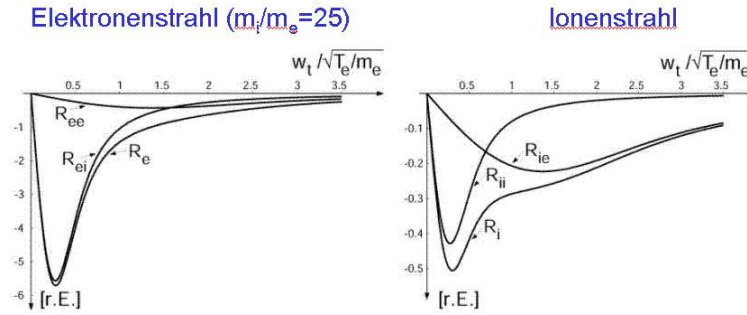 Elektronenstrahl (mᵢ/mₑ=25)
Ionenstrahl
w_t /√T_e/m_e
0.5 1 1.5 2 2.5 3 3.5
-1
-2
-3
-4
-5
-6
R_ee
R_ei
R_e
[r.E.]
w_t /√T_e/m_e
0.5 1 1.5 2 2.5 3 3.5
-0.1
-0.2
-0.3
-0.4
-0.5
R_ie
R_ii
R_i
[r.E.]